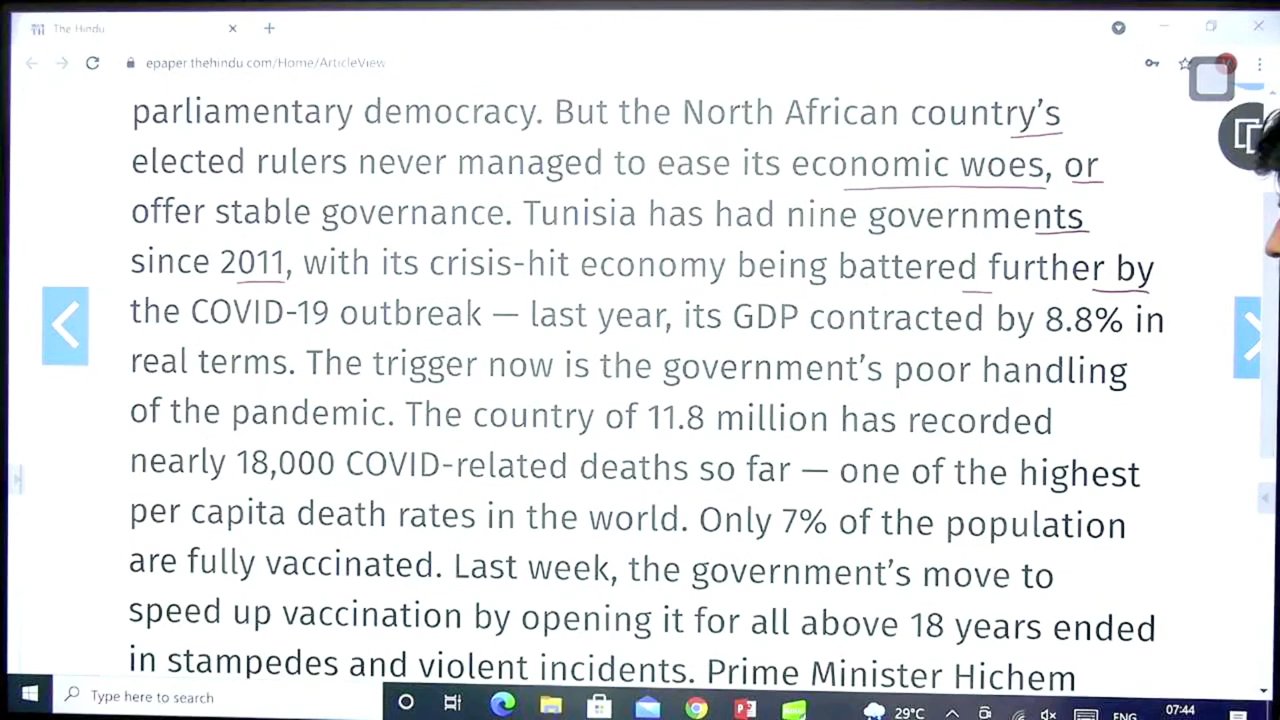 The Hindu
epaper.thehindu.com/Home/ArticleView
parliamentary democracy. But the North African country's
elected rulers never managed to ease its economic woes, or
offer stable governance. Tunisia has had nine governments
since 2011, with its crisis-hit economy being battered further by
the COVID-19 outbreak — last year, its GDP contracted by 8.8% in
real terms. The trigger now is the government's poor handling
of the pandemic. The country of 11.8 million has recorded
nearly 18,000 COVID-related deaths so far — one of the highest
per capita death rates in the world. Only 7% of the population
are fully vaccinated. Last week, the government's move to
speed up vaccination by opening it for all above 18 years ended
in stampedes and violent incidents. Prime Minister Hichem
Type here to search
29°C
ENG
07:44